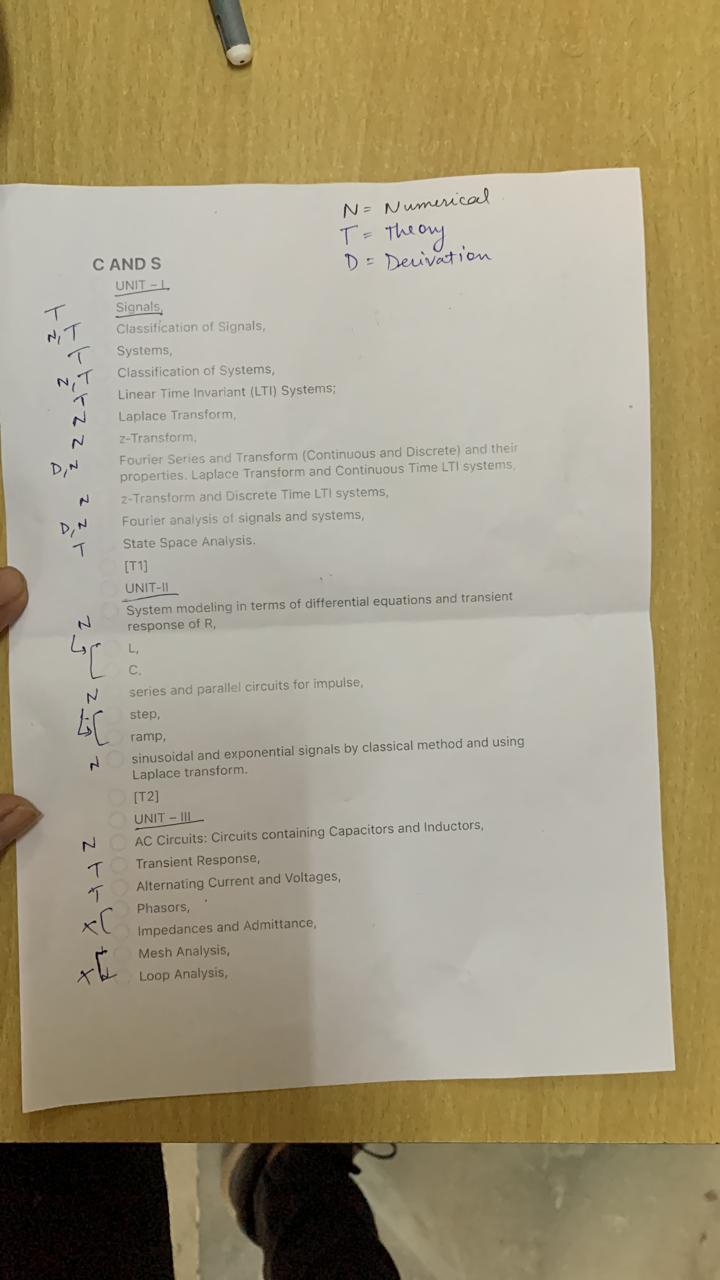 N = Numerical
T = Theory
D = Derivation
C AND S
UNIT – I
T Signals,
N, T Classification of Signals,
T Systems,
N, T Classification of Systems,
T Linear Time Invariant (LTI) Systems;
N Laplace Transform,
N z-Transform,
D, N Fourier Series and Transform (Continuous and Discrete) and their
properties. Laplace Transform and Continuous Time LTI systems,
N z-Transform and Discrete Time LTI systems,
D, N Fourier analysis of signals and systems,
T State Space Analysis.
[T1]
UNIT-II
System modeling in terms of differential equations and transient
N response of R,
L,
C,
N series and parallel circuits for impulse,
step,
ramp,
N sinusoidal and exponential signals by classical method and using
Laplace transform.
[T2]
UNIT – III
N AC Circuits: Circuits containing Capacitors and Inductors,
T Transient Response,
T Alternating Current and Voltages,
Phasors,
X Impedances and Admittance,
Mesh Analysis,
X Loop Analysis,